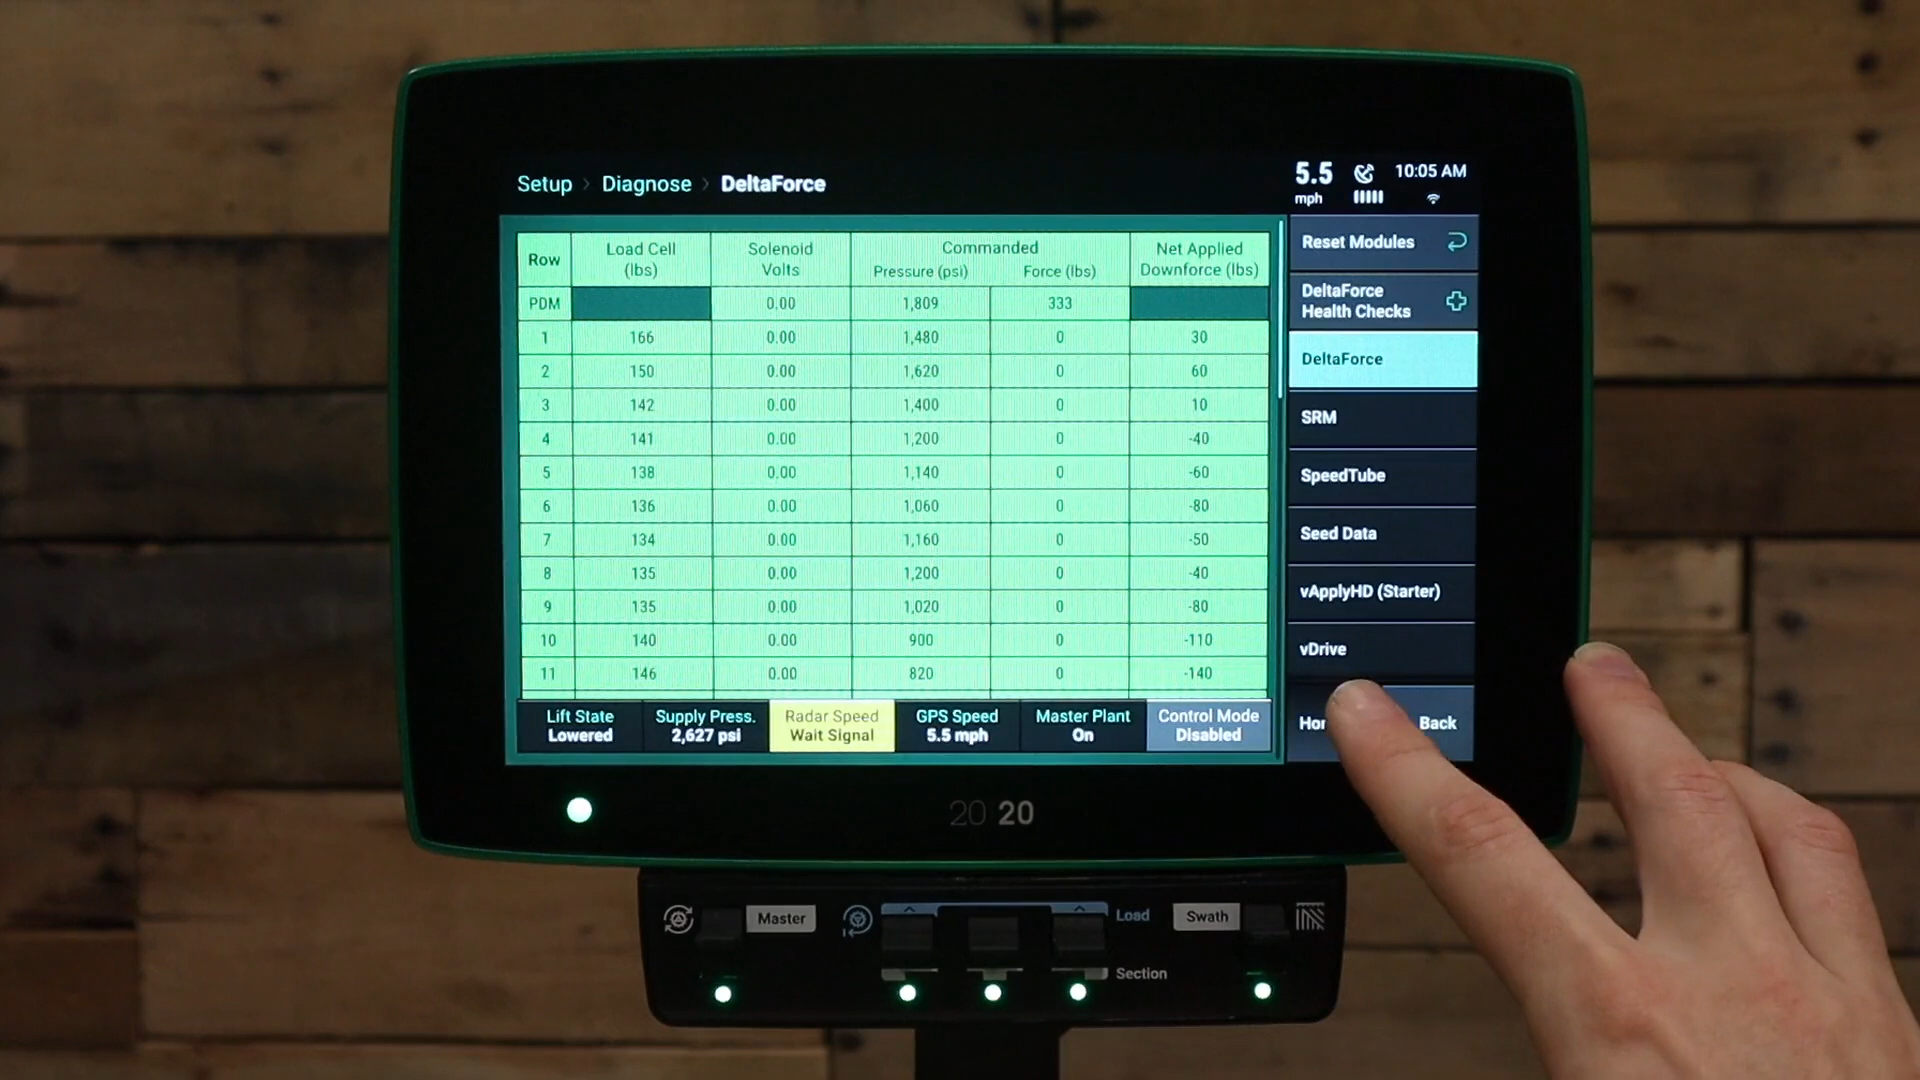 Setup > Diagnose > DeltaForce
5.5 mph
10:05 AM
Row Load Cell (lbs) Solenoid Volts Commanded Pressure (psi) Force (lbs) Net Applied Downforce (lbs)
PDM 0.00 1,809 333
1 166 0.00 1,480 0 30
2 150 0.00 1,620 0 60
3 142 0.00 1,400 0 10
4 141 0.00 1,200 0 -40
5 138 0.00 1,140 0 -60
6 136 0.00 1,060 0 -80
7 134 0.00 1,160 0 -50
8 135 0.00 1,200 0 -40
9 135 0.00 1,020 0 -80
10 140 0.00 900 0 -110
11 146 0.00 820 0 -140
Lift State Supply Press. Radar Speed GPS Speed Master Plant Control Mode
Lowered 2,627 psi Wait Signal 5.5 mph On Disabled
Reset Modules
DeltaForce
Health Checks
DeltaForce
SRM
SpeedTube
Seed Data
vApplyHD (Starter)
vDrive
Back
20 20
Master
Load
Swath
Section